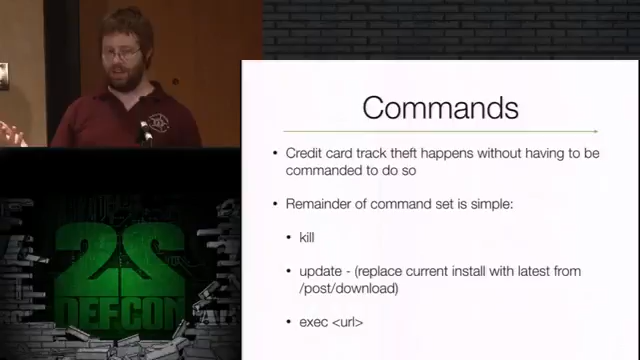 Commands
• Credit card track theft happens without having to be
commanded to do so
• Remainder of command set is simple:
• kill
• update - (replace current install with latest from
/post/download)
• exec <url>
22
DEFCON